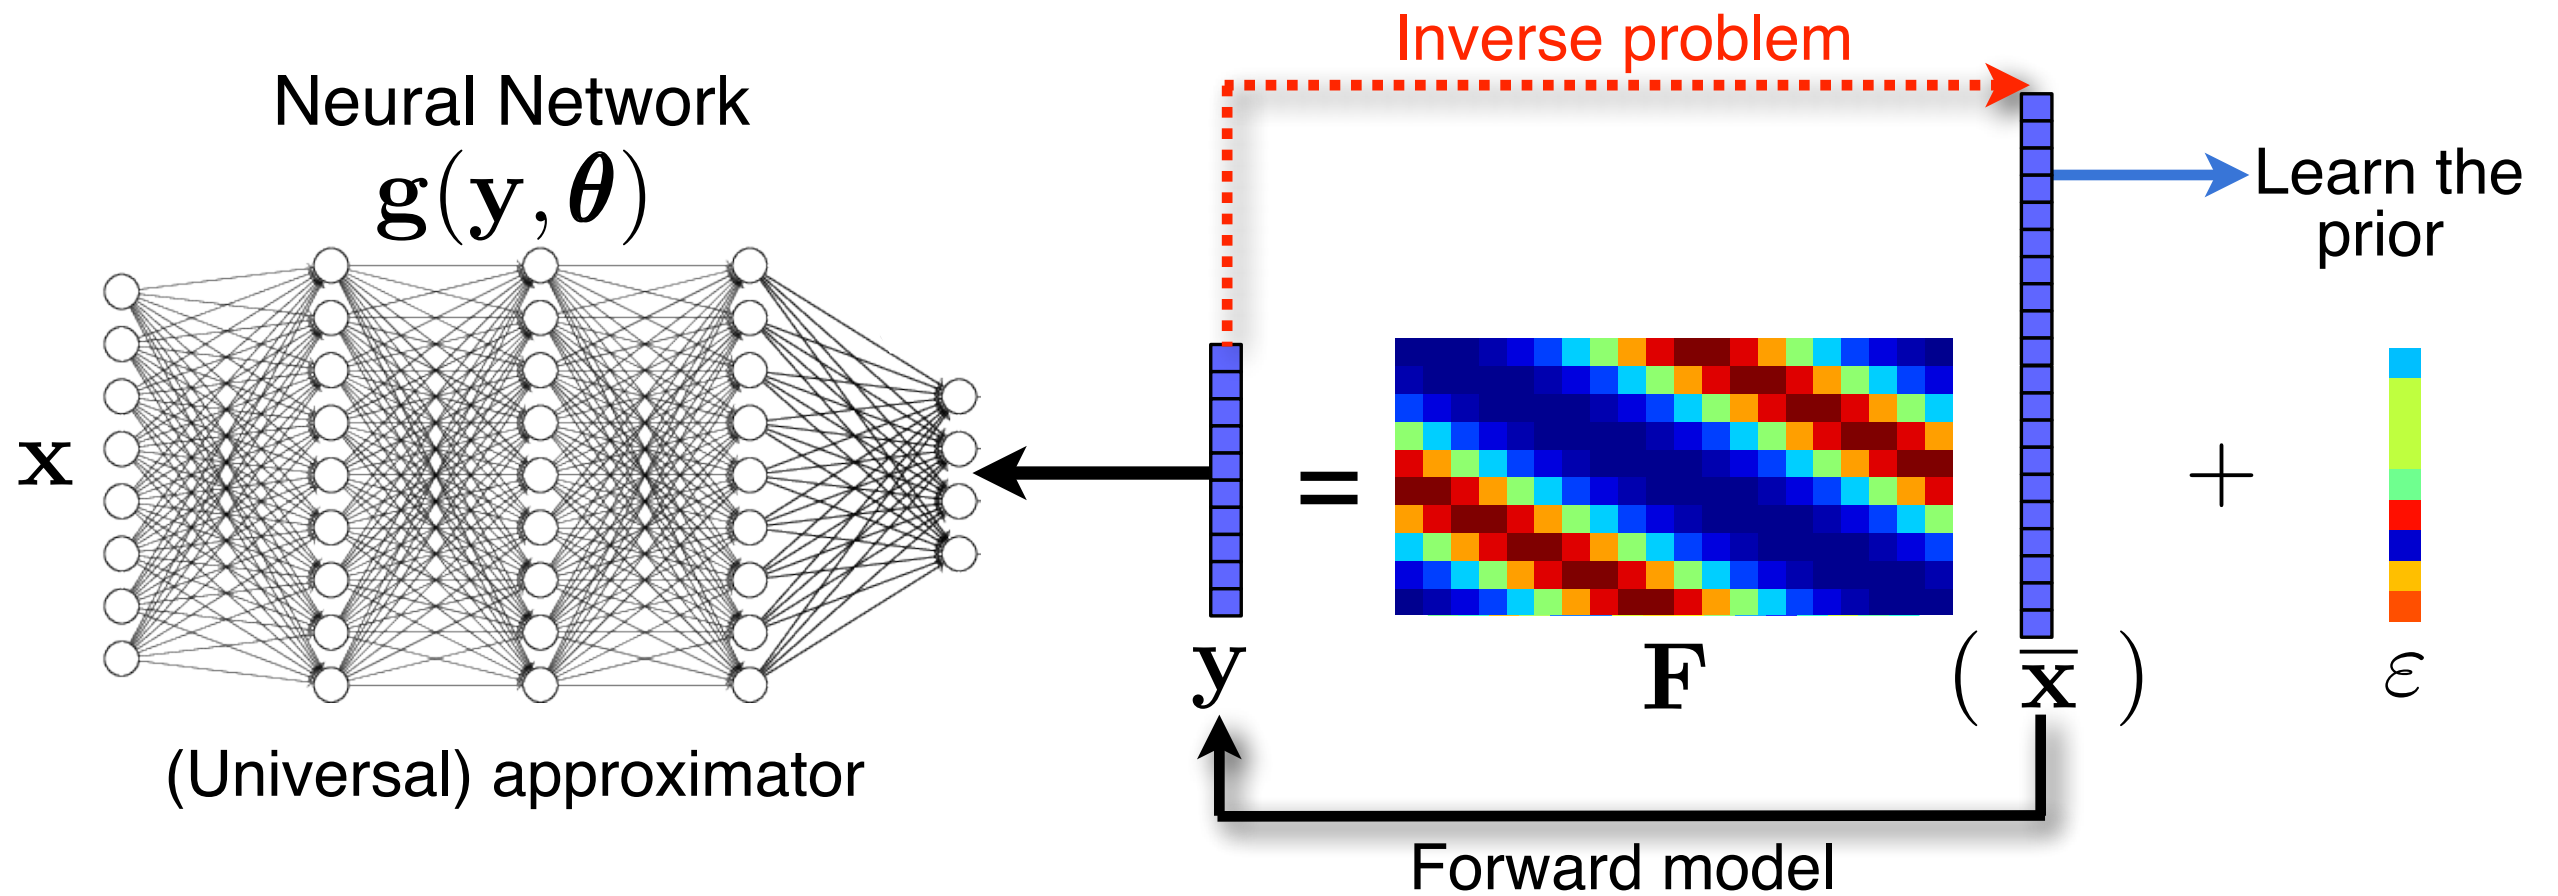 Inverse problem
Neural Network
g(y, θ)
Learn the
prior
x
=
+
y
F
( x̅ )
ε
(Universal) approximator
Forward model